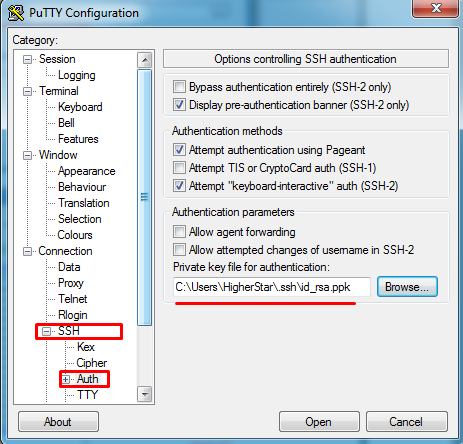 PuTTY Configuration
Category:
Session
Logging
Terminal
Keyboard
Bell
Features
Window
Appearance
Behaviour
Translation
Selection
Colours
Connection
Data
Proxy
Telnet
Rlogin
SSH
Kex
Cipher
Auth
TTY
Options controlling SSH authentication
Bypass authentication entirely (SSH-2 only)
Display pre-authentication banner (SSH-2 only)
Authentication methods
Attempt authentication using Pageant
Attempt TIS or CryptoCard auth (SSH-1)
Attempt "keyboard-interactive" auth (SSH-2)
Authentication parameters
Allow agent forwarding
Allow attempted changes of username in SSH-2
Private key file for authentication:
C:\Users\HigherStar\.ssh\id_rsa.ppk
Browse...
About
Open
Cancel